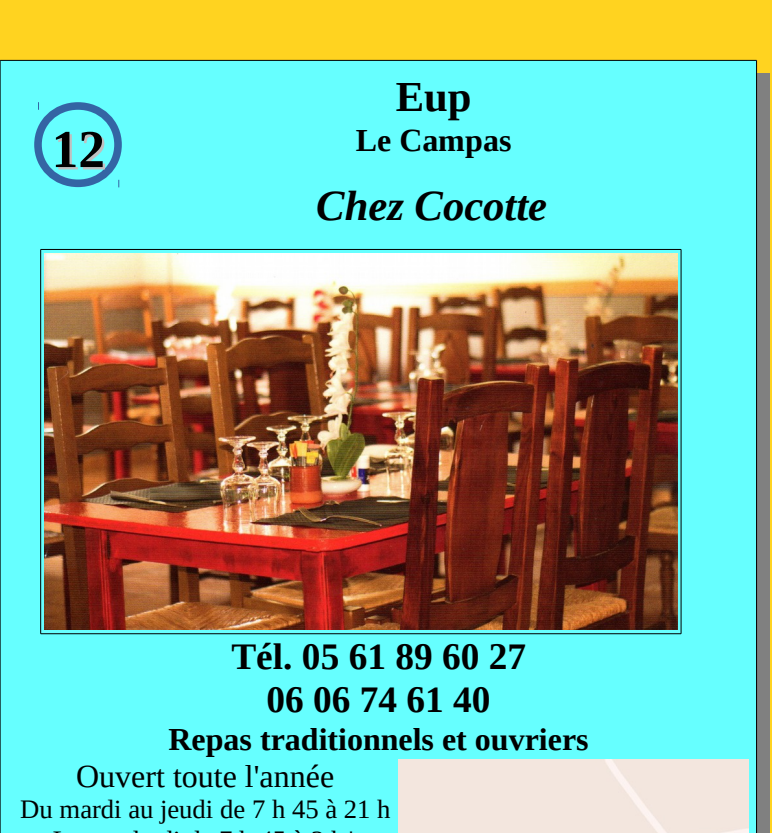 Eup
Le Campas
12
Chez Cocotte
Tél. 05 61 89 60 27
06 06 74 61 40
Repas traditionnels et ouvriers
Ouvert toute l'année
Du mardi au jeudi de 7 h 45 à 21 h